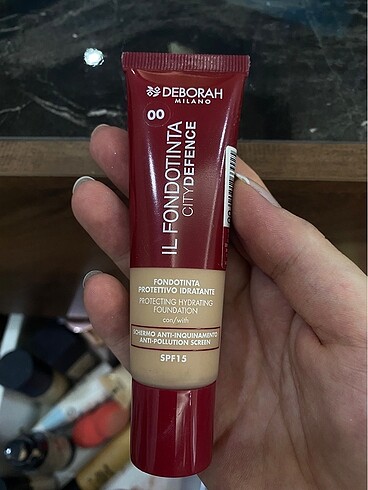 DEBORAH
MILANO
00
IL FONDOTINTA
CITYDEFENCE
FONDOTINTA
PROTETTIVO IDRATANTE
PROTECTING HYDRATING
FOUNDATION
con/with
SCHERMO ANTI-INQUINAMENTO
ANTI-POLLUTION SCREEN
SPF15